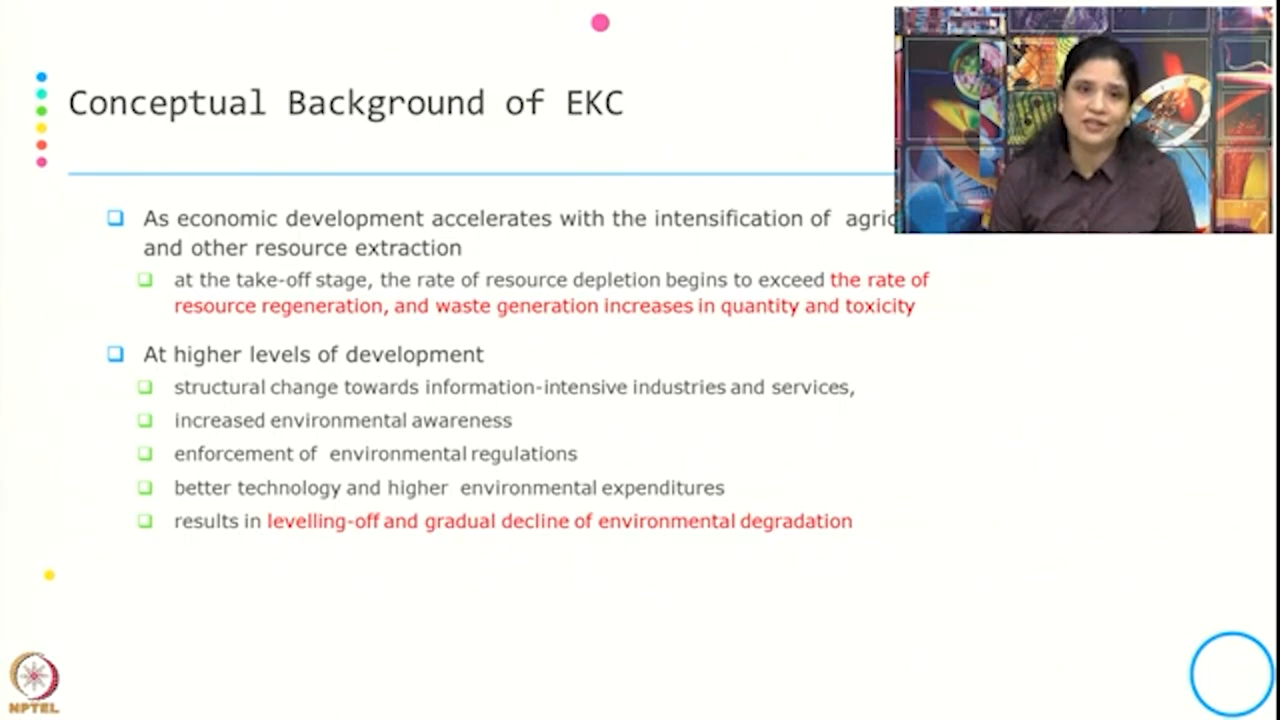 Conceptual Background of EKC
As economic development accelerates with the intensification of
and other resource extraction
at the take-off stage, the rate of resource depletion begins to exceed the rate of
resource regeneration, and waste generation increases in quantity and toxicity
At higher levels of development
structural change towards information-intensive industries and services,
increased environmental awareness
enforcement of environmental regulations
better technology and higher environmental expenditures
results in levelling-off and gradual decline of environmental degradation
NPTEL